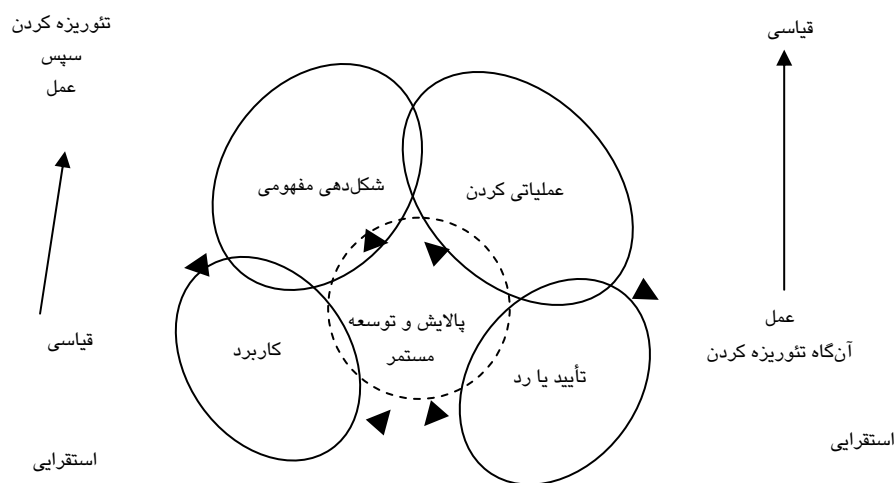 تئوریزه کردن
سپس
عمل
قیاسی
شکل‌دهی مفهومی
عملیاتی کردن
پالایش و توسعه
مستمر
کاربرد
تأیید یا رد
قیاسی
عمل
آن‌گاه تئوریزه کردن
استقرایی
استقرایی